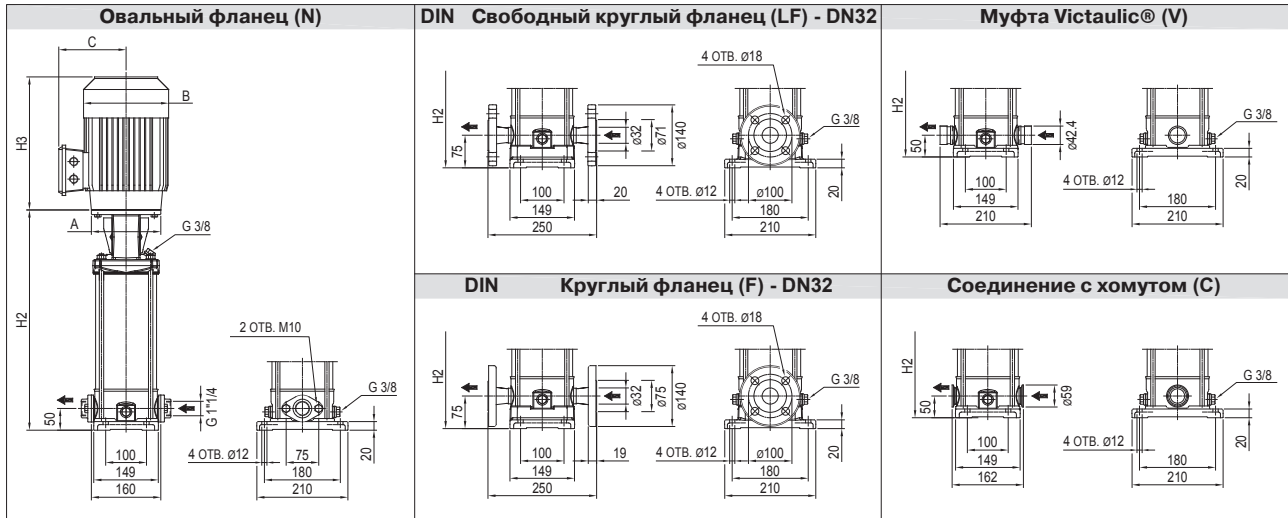 Овальный фланец (N)
C
B
H3
A
G 3/8
H2
2 ОТВ. M10
G 1"1/4
G 3/8
50
20
100
149
160
4 ОТВ. Ø12
75
180
210
DIN Свободный круглый фланец (LF) - DN32
4 ОТВ. Ø18
H2
G 3/8
75
ø32
ø71
ø140
20
100
20
149
250
4 ОТВ. Ø12
ø100
180
210
Муфта Victaulic® (V)
H2
G 3/8
50
ø42.4
20
100
149
210
4 ОТВ. Ø12
180
210
DIN Круглый фланец (F) - DN32
4 ОТВ. Ø18
H2
G 3/8
75
ø32
ø75
ø140
20
100
19
149
250
4 ОТВ. Ø12
ø100
180
210
Соединение с хомутом (C)
H2
G 3/8
50
ø59
20
100
149
162
4 ОТВ. Ø12
180
210